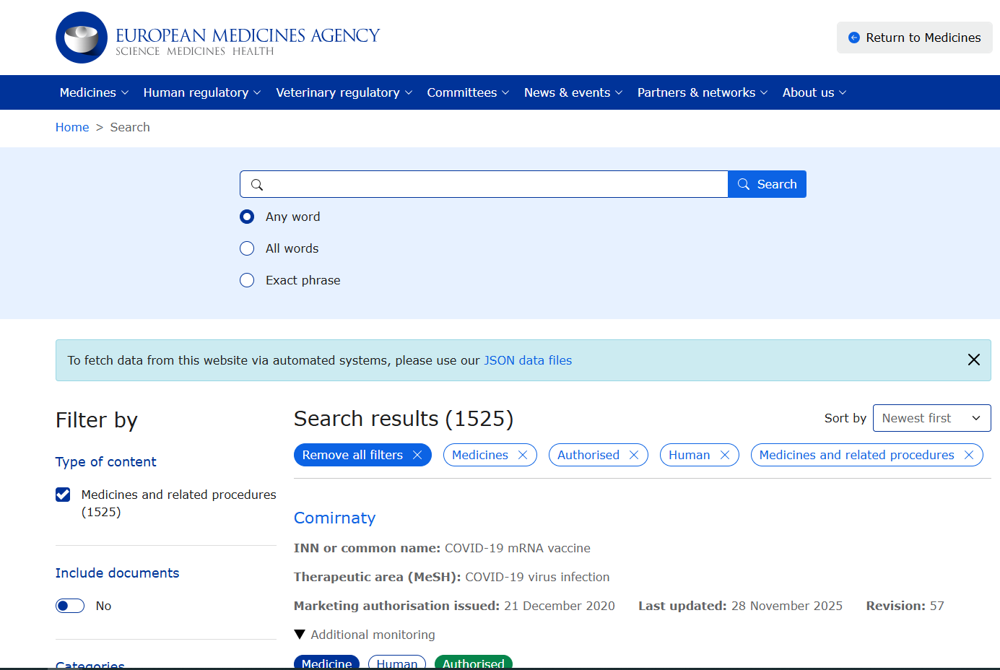 EUROPEAN MEDICINES AGENCY
SCIENCE MEDICINES HEALTH
Return to Medicines
Medicines Human regulatory Veterinary regulatory Committees News & events Partners & networks About us
Home > Search
Search
Any word
All words
Exact phrase
To fetch data from this website via automated systems, please use our JSON data files
Filter by
Type of content
Medicines and related procedures
(1525)
Include documents
No
Categories
Search results (1525)
Sort by Newest first
Remove all filters Medicines Authorised Human Medicines and related procedures
Comirnaty
INN or common name: COVID-19 mRNA vaccine
Therapeutic area (MeSH): COVID-19 virus infection
Marketing authorisation issued: 21 December 2020 Last updated: 28 November 2025 Revision: 57
Additional monitoring
Medicine Human Authorised